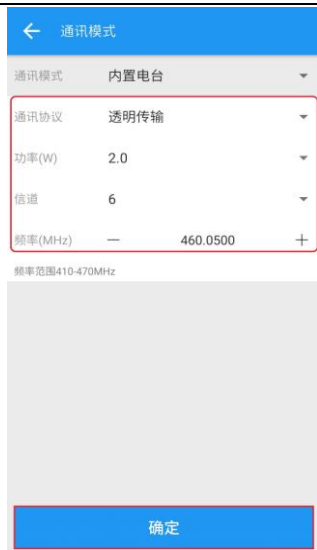 通讯模式
通讯模式 内置电台
通讯协议 透明传输
功率(W) 2.0
信道 6
频率(MHz) — 460.0500 +
频率范围410-470MHz
确定